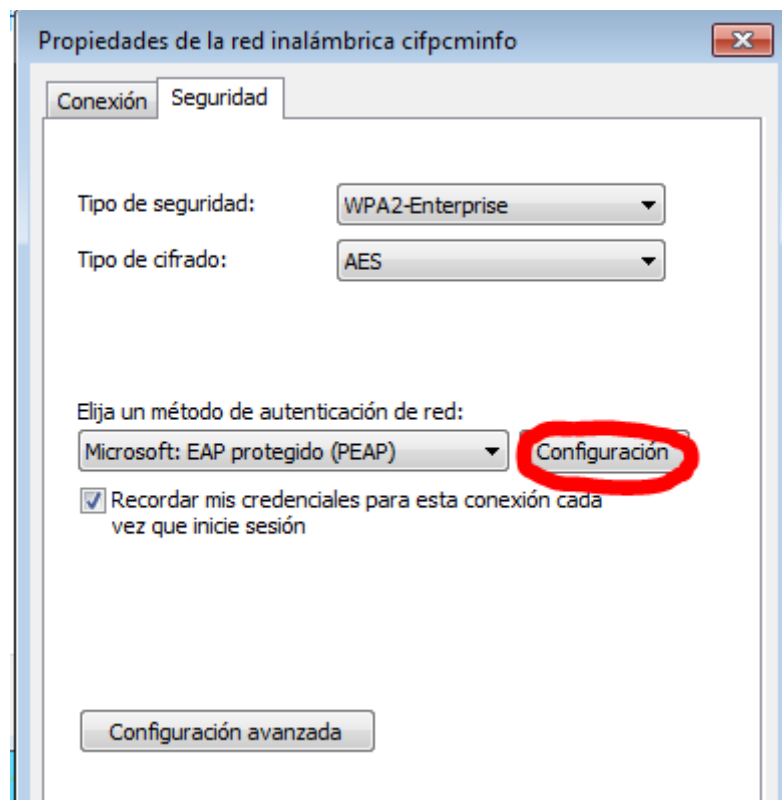 Propiedades de la red inalámbrica cifpcminfo
Conexión
Seguridad
Tipo de seguridad:
WPA2-Enterprise
Tipo de cifrado:
AES
Elija un método de autenticación de red:
Microsoft: EAP protegido (PEAP)
Configuración
Recordar mis credenciales para esta conexión cada
vez que inicie sesión
Configuración avanzada